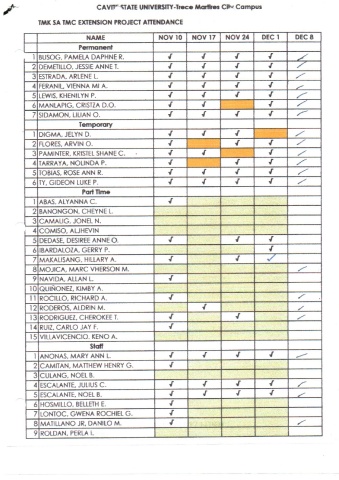 CAVITE STATE UNIVERSITY-Trece Martires City Campus
TMK SA TMC EXTENSION PROJECT ATTENDANCE
NAME NOV 10 NOV 17 NOV 24 DEC 1 DEC 8
Permanent
1 BUSOG, PAMELA DAPHNE R. ✓ ✓ ✓ ✓ ✓
2 DEMETILLO, JESSIE ANNE T. ✓ ✓ ✓ ✓ ✓
3 ESTRADA, ARLENE L. ✓ ✓ ✓ ✓ ✓
4 FERANIL, VIENNA MI A. ✓ ✓ ✓ ✓ ✓
5 LEWIS, KHENILYN P. ✓ ✓ ✓ ✓ ✓
6 MANLAPIG, CRISTZA D.O. ✓ ✓ ✓ ✓
7 SIDAMON, LILIAN O. ✓ ✓ ✓ ✓ ✓
Temporary
1 DIGMA, JELYN D. ✓ ✓ ✓ ✓
2 FLORES, ARVIN O. ✓ ✓ ✓ ✓
3 PAMINTER, KRISTEL SHANE C. ✓ ✓ ✓ ✓
4 TARRAYA, NOLINDA P. ✓ ✓ ✓ ✓
5 TOBIAS, ROSE ANN R. ✓ ✓ ✓ ✓ ✓
6 TY, GIDEON LUKE P. ✓ ✓ ✓ ✓ ✓
Part Time
1 ABAS, ALYANNA C. ✓
2 BANONGON, CHEYNE L.
3 CAMALIG, JONEL N.
4 COMISO, ALJHEVIN
5 DEDASE, DESIREE ANNE O. ✓ ✓ ✓
6 IBARDALOZA, GERRY P. ✓
7 MAKALISANG, HILLARY A. ✓ ✓ ✓
8 MOJICA, MARC VHERSON M. ✓
9 NAVIDA, ALLAN L. ✓
10 QUIÑONEZ, KIMBY A.
11 ROCILLO, RICHARD A. ✓ ✓
12 RODEROS, ALDRIN M. ✓ ✓
13 RODRIGUEZ, CHEROKEE T. ✓ ✓ ✓
14 RUIZ, CARLO JAY F. ✓
15 VILLAVICENCIO, KENO A.
Staff
1 ANONAS, MARY ANN L. ✓ ✓ ✓ ✓ ✓
2 CAMITAN, MATTHEW HENRY G. ✓
3 CULANG, NOEL B.
4 ESCALANTE, JULIUS C. ✓ ✓ ✓ ✓ ✓
5 ESCALANTE, NOEL B. ✓ ✓ ✓ ✓ ✓
6 HOSMILLO, BELLETH E. ✓
7 LONTOC, GWENA ROCHIEL G. ✓
8 MATILLANO JR, DANILO M. ✓ ✓
9 ROLDAN, PERLA I.